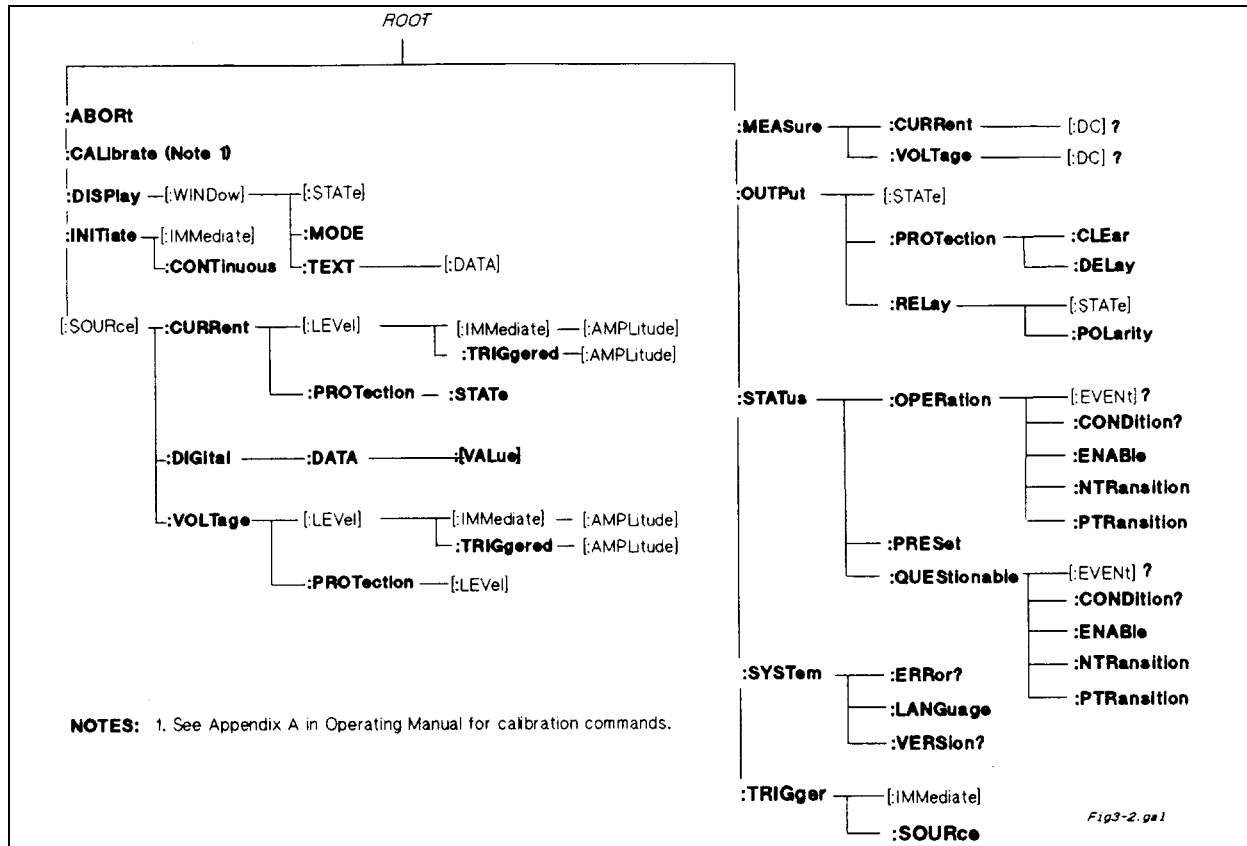 ROOT
:ABORt
:CALIbrate (Note 1)
:DISPlay [:WINDow] [:STATe]
:MODE
:TEXT [:DATA]
:INITiate [:IMMediate]
:CONTinuous
[:SOURce] :CURRent [:LEVel] [:IMMediate] [:AMPLitude]
:TRIGgered [:AMPLitude]
:PROTection :STATe
:DIGital :DATA :[VALue]
:VOLTage [:LEVel] [:IMMediate] [:AMPLitude]
:TRIGgered [:AMPLitude]
:PROTection [:LEVel]
NOTES: 1. See Appendix A in Operating Manual for calibration commands.
:MEASure :CURRent [:DC] ?
:VOLTage [:DC] ?
:OUTPut [:STATe]
:PROTection :CLEar
:DELay
:RELay [:STATe]
:POLarity
:STATus :OPERation [:EVENt] ?
:CONDition?
:ENABle
:NTRansition
:PTRansition
:PRESet
:QUEStionable [:EVENt] ?
:CONDition?
:ENABle
:NTRansition
:PTRansition
:SYSTem :ERRor?
:LANGuage
:VERSion?
:TRIGger [:IMMediate]
:SOURce
Fig3-2.gal